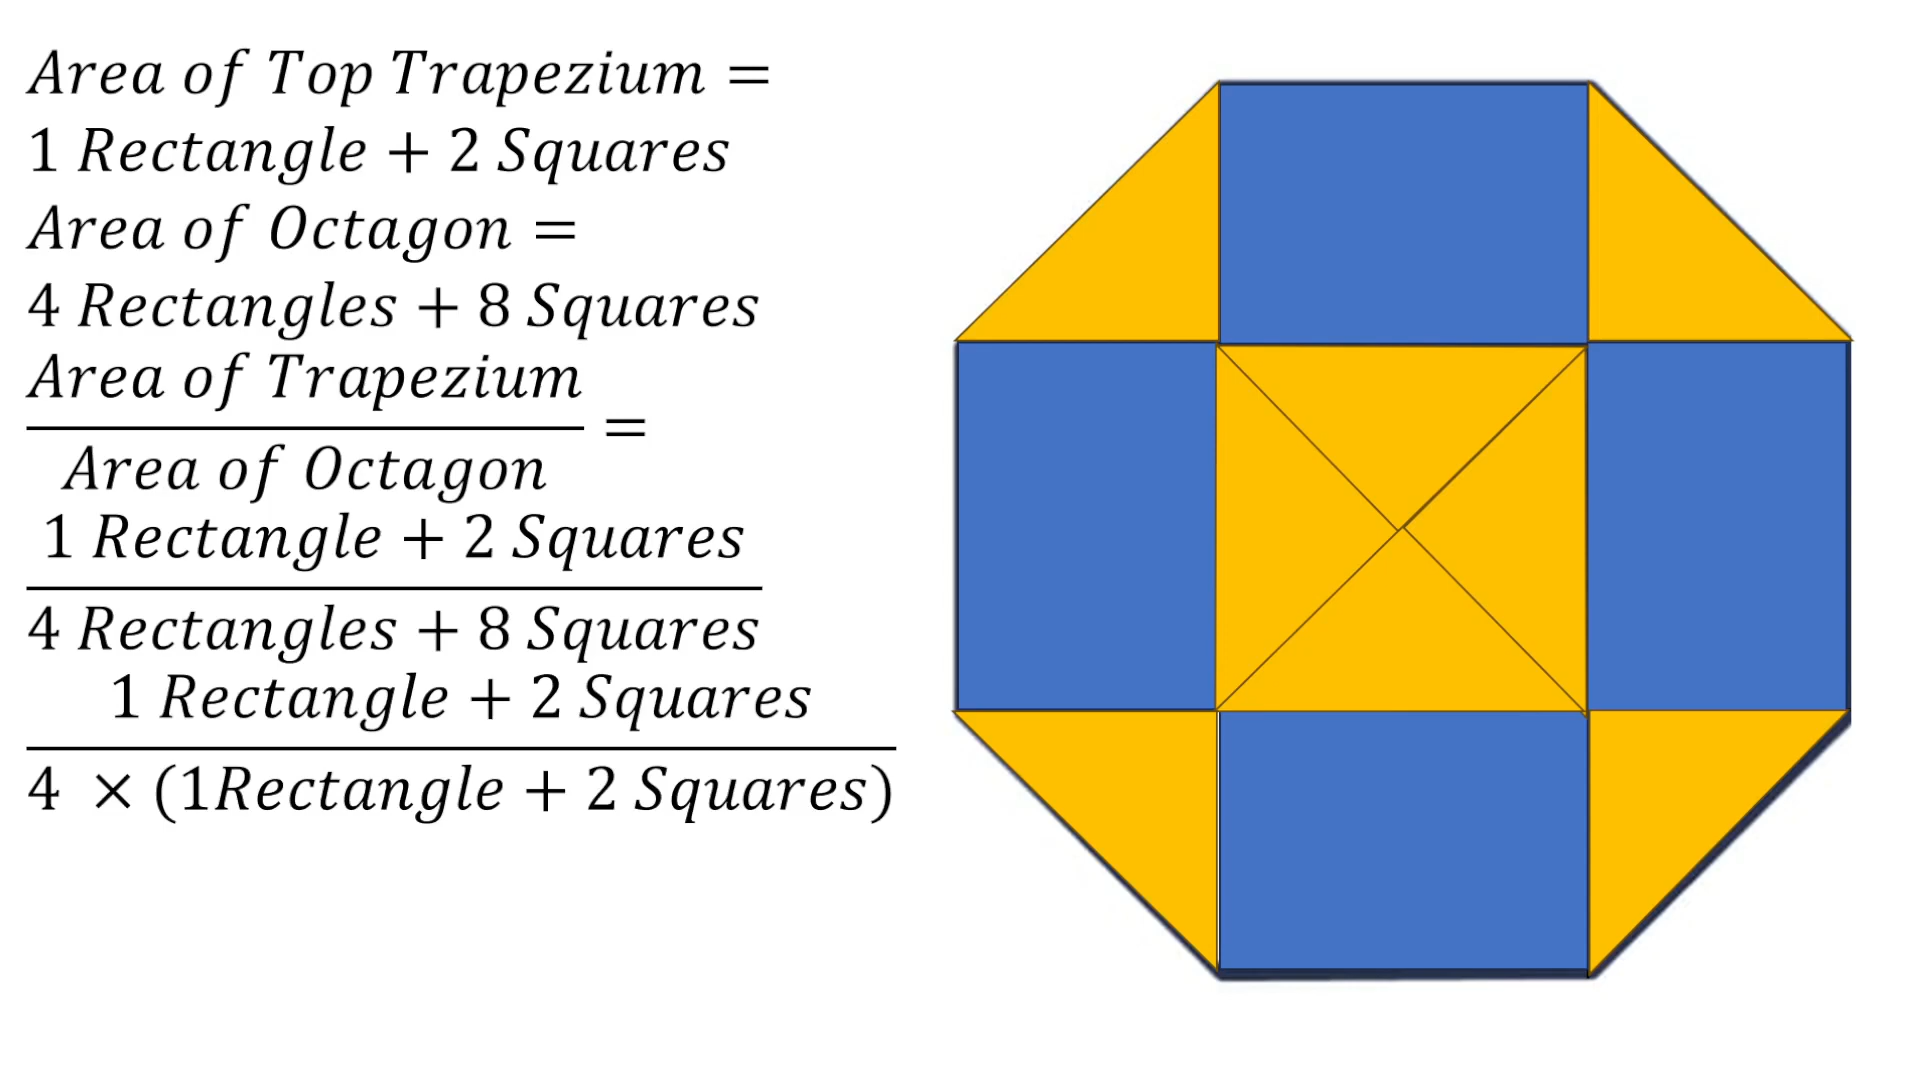 Area of Top Trapezium =
1 Rectangle + 2 Squares
Area of Octagon =
4 Rectangles + 8 Squares
Area of Trapezium
=
Area of Octagon
1 Rectangle + 2 Squares
4 Rectangles + 8 Squares
1 Rectangle + 2 Squares
4 × (1Rectangle + 2 Squares)